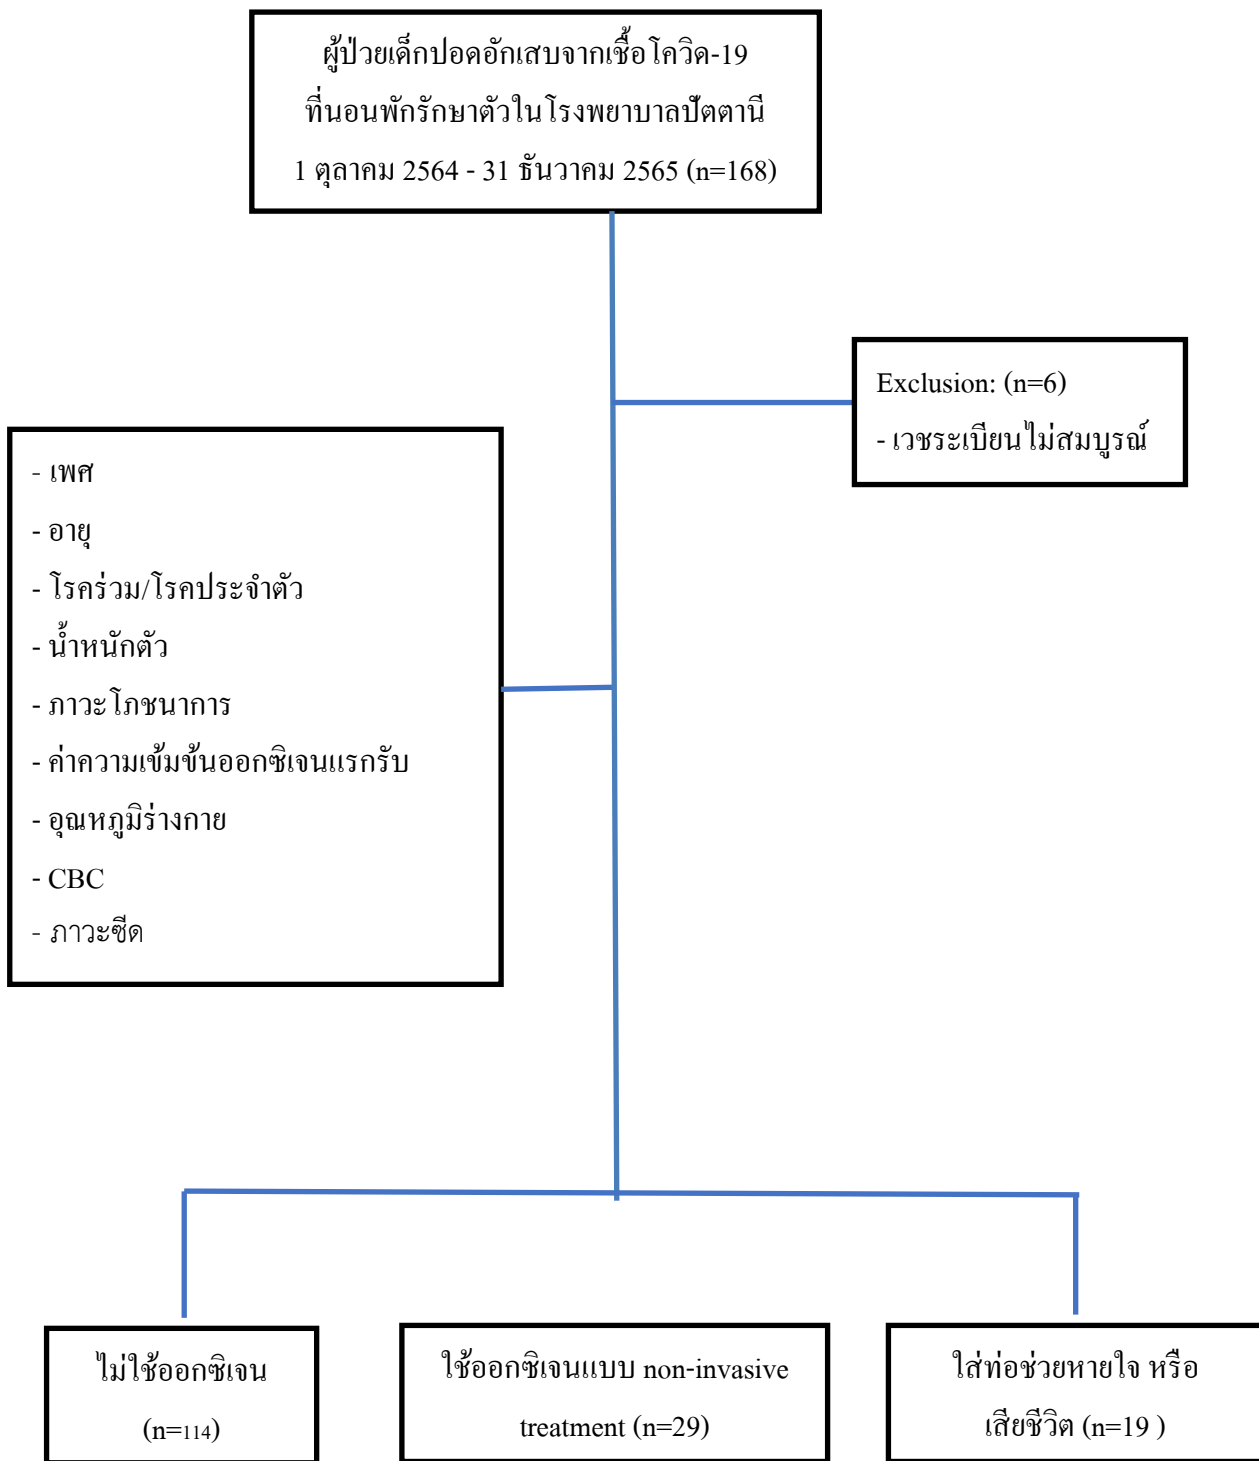 ผู้ป่วยเด็กปอดอักเสบจากเชื้อโควิด-19
ที่นอนพักรักษาตัวในโรงพยาบาลปัตตานี
1 ตุลาคม 2564 - 31 ธันวาคม 2565 (n=168)
Exclusion: (n=6)
- เวชระเบียนไม่สมบูรณ์
- เพศ
- อายุ
- โรคร่วม/โรคประจำตัว
- น้ำหนักตัว
- ภาวะโภชนาการ
- ค่าความเข้มข้นออกซิเจนแรกรับ
- อุณหภูมิร่างกาย
- CBC
- ภาวะซีด
ไม่ใช้ออกซิเจน
(n=114)
ใช้ออกซิเจนแบบ non-invasive
treatment (n=29)
ใส่ท่อช่วยหายใจ หรือ
เสียชีวิต (n=19 )